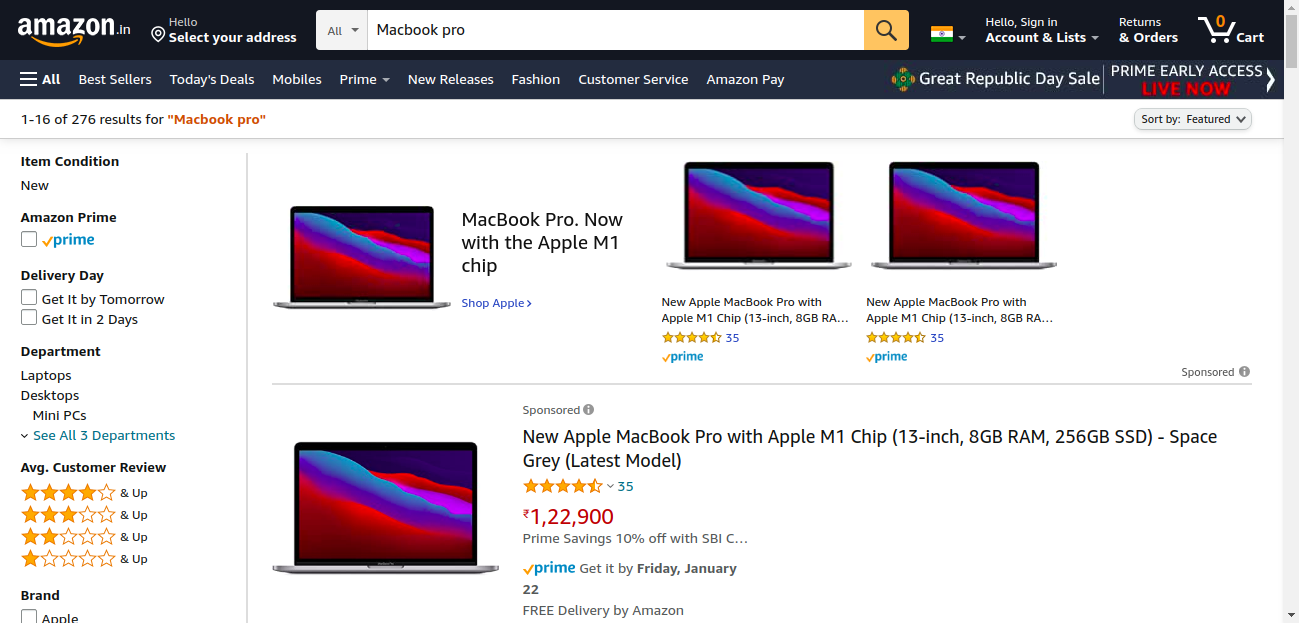 amazon.in
Hello
Select your address
All
Macbook pro
Hello, Sign in
Account & Lists
Returns
& Orders
0
Cart
All
Best Sellers
Today's Deals
Mobiles
Prime
New Releases
Fashion
Customer Service
Amazon Pay
Great Republic Day Sale
PRIME EARLY ACCESS
LIVE NOW
1-16 of 276 results for "Macbook pro"
Sort by: Featured
Item Condition
New
Amazon Prime
prime
Delivery Day
Get It by Tomorrow
Get It in 2 Days
Department
Laptops
Desktops
Mini PCs
See All 3 Departments
Avg. Customer Review
& Up
& Up
& Up
& Up
Brand
Apple
MacBook Pro. Now
with the Apple M1
chip
Shop Apple ›
New Apple MacBook Pro with
Apple M1 Chip (13-inch, 8GB RA…
35
prime
New Apple MacBook Pro with
Apple M1 Chip (13-inch, 8GB RA…
35
prime
Sponsored
Sponsored
New Apple MacBook Pro with Apple M1 Chip (13-inch, 8GB RAM, 256GB SSD) - Space
Grey (Latest Model)
35
₹1,22,900
Prime Savings 10% off with SBI C…
prime Get it by Friday, January
22
FREE Delivery by Amazon